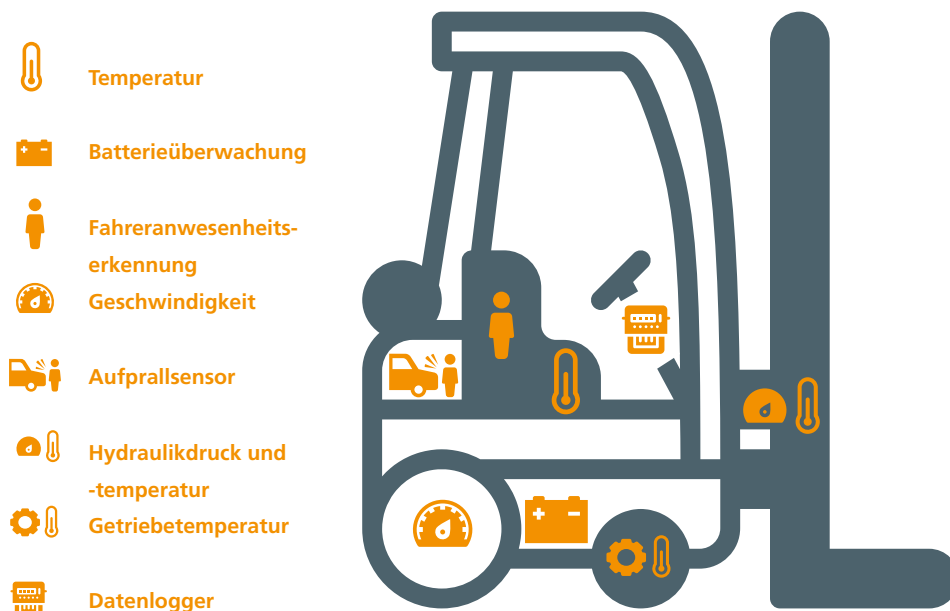 Temperatur
Batterieüberwachung
Fahreranwesenheits-
erkennung
Geschwindigkeit
Aufprallsensor
Hydraulikdruck und
-temperatur
Getriebetemperatur
Datenlogger